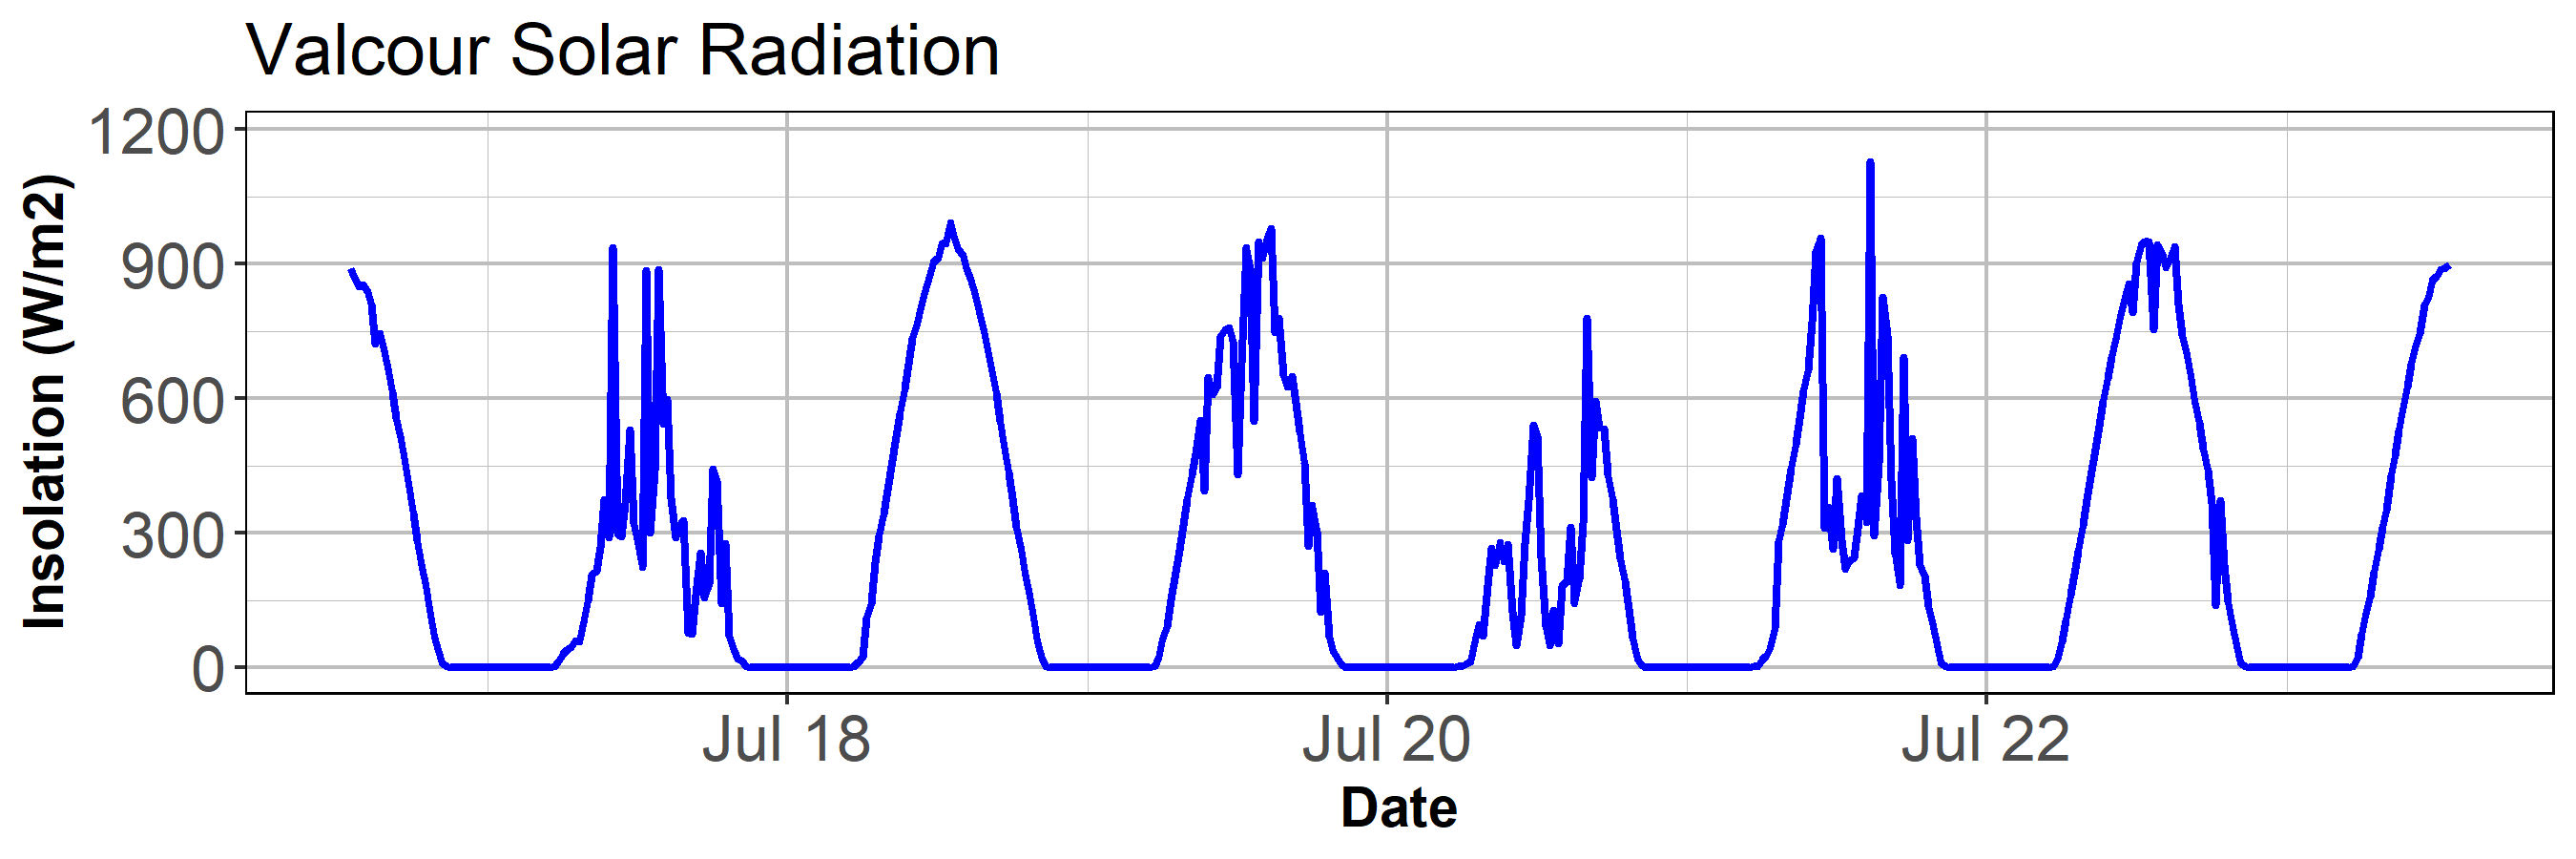 Valcour Solar Radiation
1200
900
600
300
0
Insolation (W/m2)
Jul 18 Jul 20 Jul 22
Date